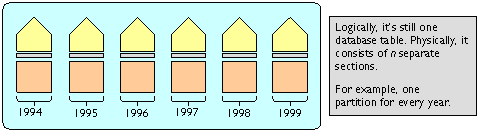 1994 1995 1996 1997 1998 1999
Logically, it's still one
database table. Physically, it
consists of n separate
sections.
For example, one
partition for every year.